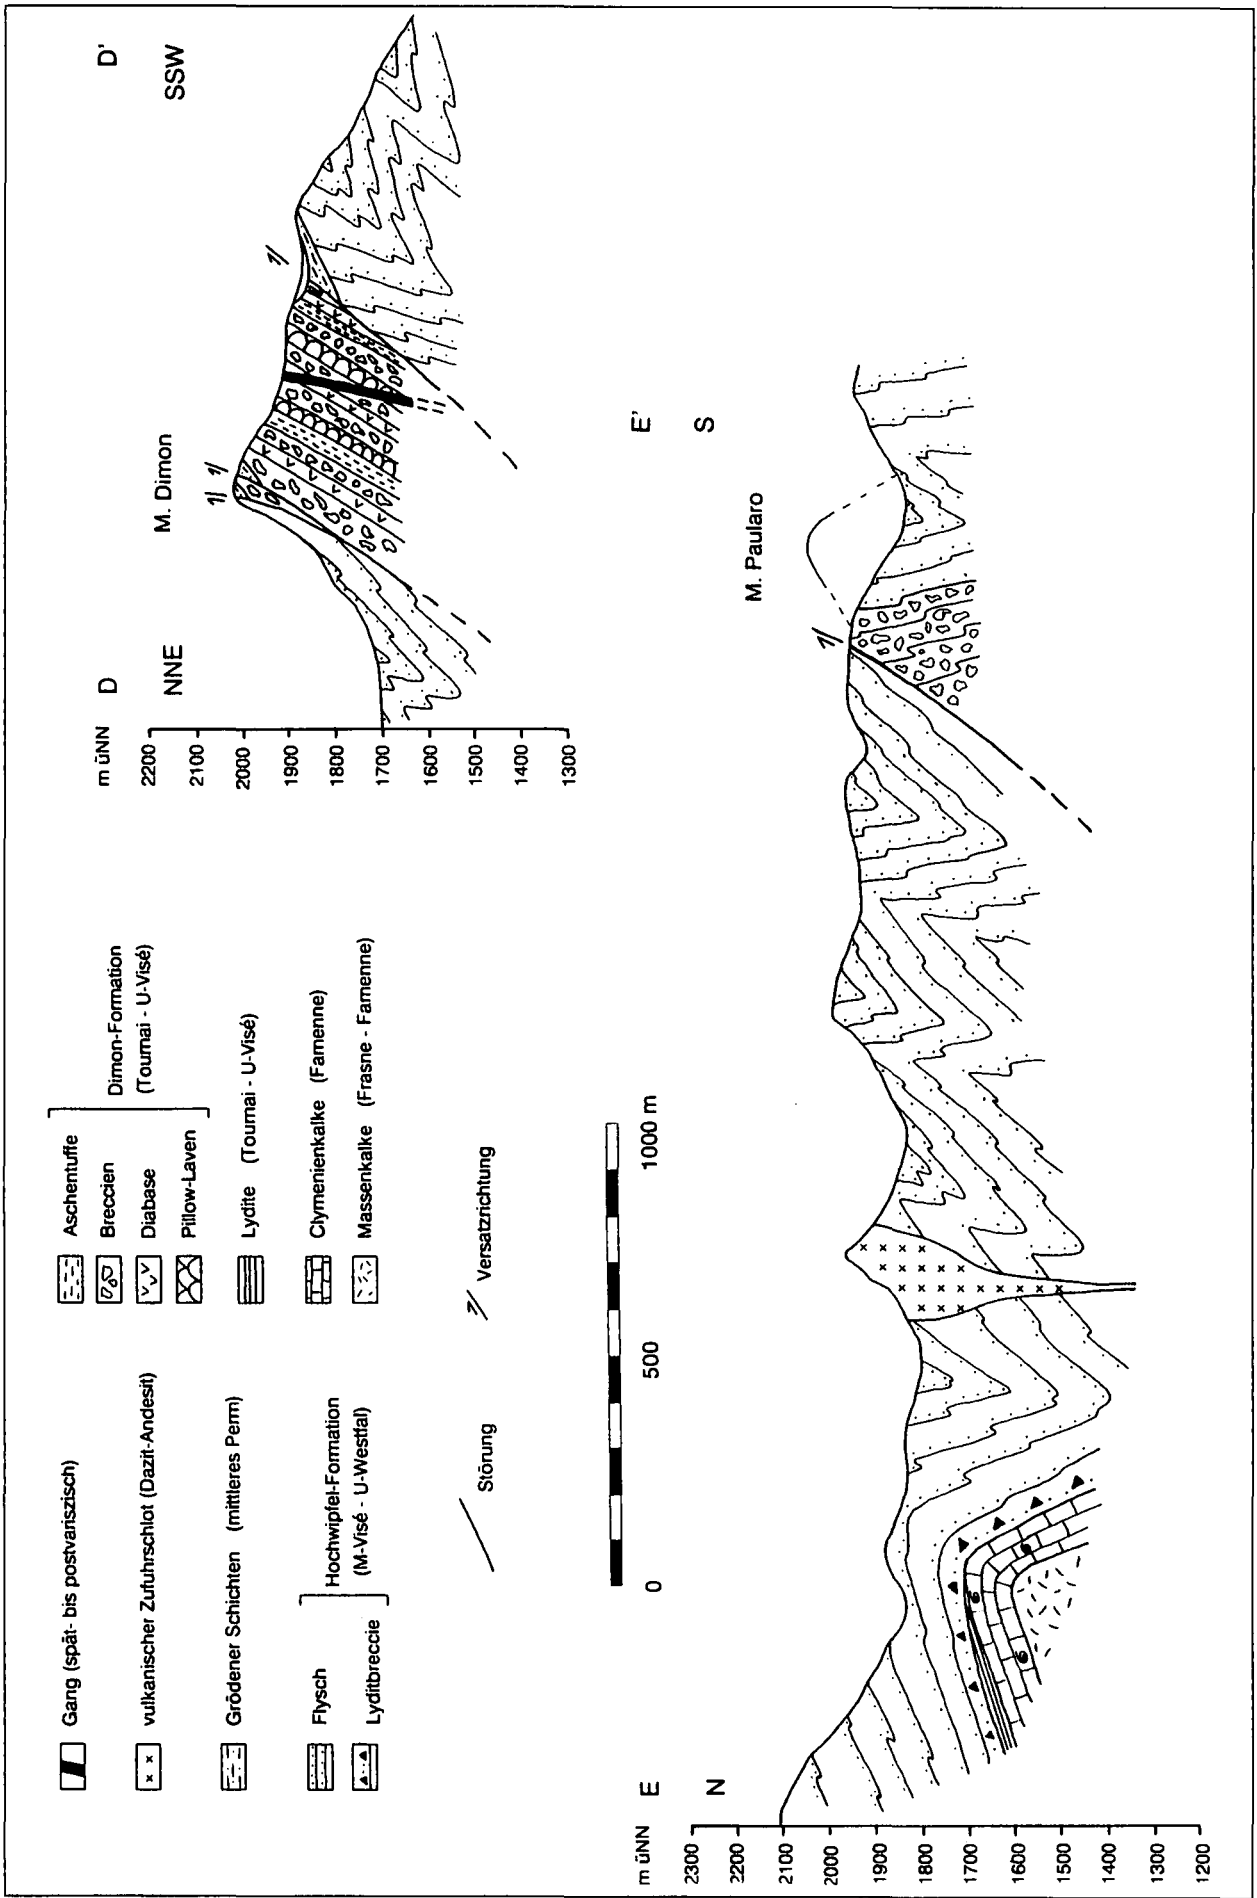 Gang (spät- bis postvariszisch)
vulkanischer Zufuhrschlot (Dazit-Andesit)
Grödener Schichten (mittleres Perm)
Flysch
Lyditbreccie
Hochwipfel-Formation
(M-Visé - U-Westfal)
Störung
Aschentuffe
Breccien
Diabase
Pillow-Laven
Dimon-Formation
(Tournai - U-Visé)
Lydite (Tournai - U-Visé)
Clymenienkalke (Famenne)
Massenkalke (Frasne - Famenne)
Versatzrichtung
0 500 1000 m
D D'
NNE SSW
M. Dimon
m üNN
2200
2100
2000
1900
1800
1700
1600
1500
1400
1300
E E'
N S
M. Paularo
m üNN
2300
2200
2100
2000
1900
1800
1700
1600
1500
1400
1300
1200